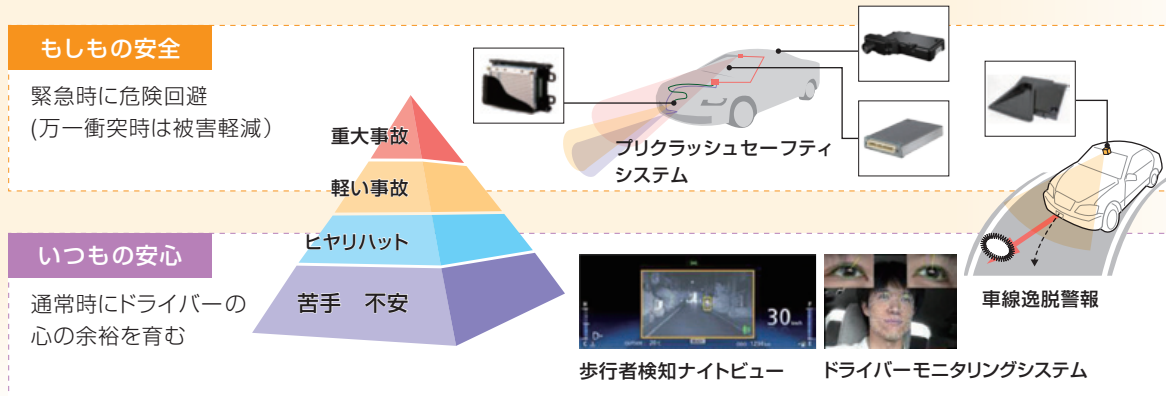 もしもの安全
緊急時に危険回避
(万一衝突時は被害軽減）
重大事故
軽い事故
ヒヤリハット
苦手　不安
プリクラッシュセーフティ
システム
いつもの安心
通常時にドライバーの
心の余裕を育む
30km/h
歩行者検知ナイトビュー
ドライバーモニタリングシステム
車線逸脱警報